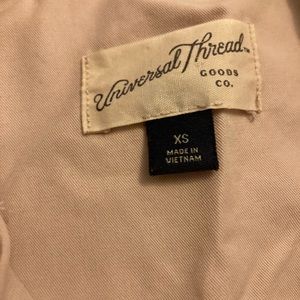 Universal Thread
GOODS
CO.
XS
MADE IN
VIETNAM